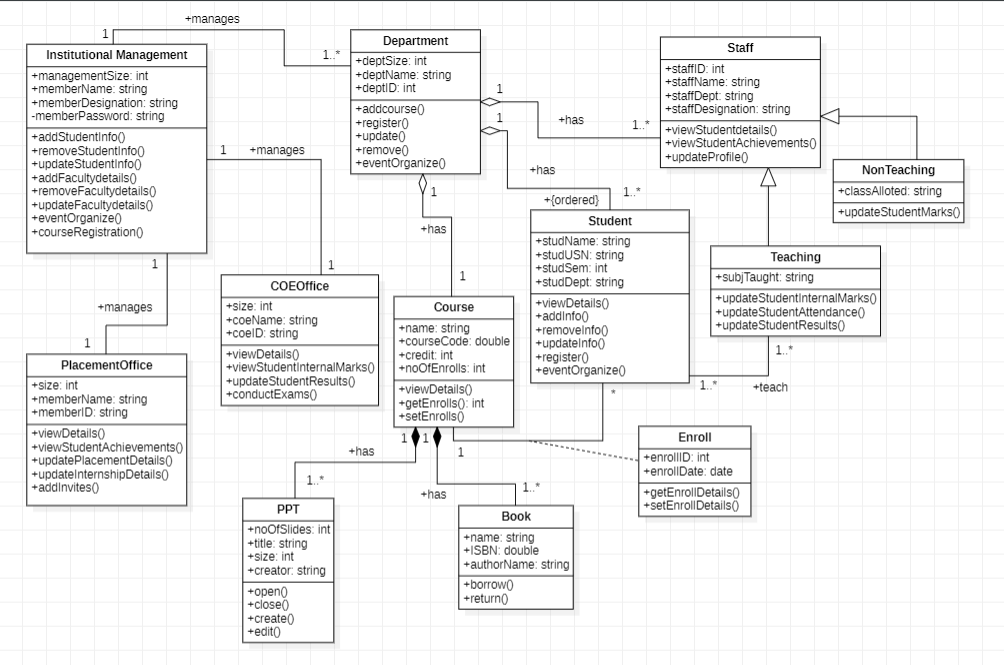 +manages
1
1..*
Institutional Management
+managementSize: int
+memberName: string
+memberDesignation: string
-memberPassword: string
+addStudentInfo()
+removeStudentInfo()
+updateStudentInfo()
+addFacultydetails()
+removeFacultydetails()
+updateFacultydetails()
+eventOrganize()
+courseRegistration()
Department
+deptSize: int
+deptName: string
+deptID: int
+addcourse()
+register()
+update()
+remove()
+eventOrganize()
1
+has
1..*
1
+has
1..*
+{ordered}
1
+has
1
Staff
+staffID: int
+staffName: string
+staffDept: string
+staffDesignation: string
+viewStudentdetails()
+viewStudentAchievements()
+updateProfile()
NonTeaching
+classAlloted: string
+updateStudentMarks()
Teaching
+subjTaught: string
+updateStudentInternalMarks()
+updateStudentAttendance()
+updateStudentResults()
1..*
1..*
+teach
Student
+studName: string
+studUSN: string
+studSem: int
+studDept: string
+viewDetails()
+addInfo()
+removeInfo()
+updateInfo()
+register()
+eventOrganize()
*
1
1
+manages
1
COEOffice
+size: int
+coeName: string
+coeID: string
+viewDetails()
+viewStudentInternalMarks()
+updateStudentResults()
+conductExams()
1
+manages
1
PlacementOffice
+size: int
+memberName: string
+memberID: string
+viewDetails()
+viewStudentAchievements()
+updatePlacementDetails()
+updateInternshipDetails()
+addInvites()
Course
+name: string
+courseCode: double
+credit: int
+noOfEnrolls: int
+viewDetails()
+getEnrolls(): int
+setEnrolls()
1
+has
1..*
1
+has
1..*
Enroll
+enrollID: int
+enrollDate: date
+getEnrollDetails()
+setEnrollDetails()
PPT
+noOfSlides: int
+title: string
+size: int
+creator: string
+open()
+close()
+create()
+edit()
Book
+name: string
+ISBN: double
+authorName: string
+borrow()
+return()